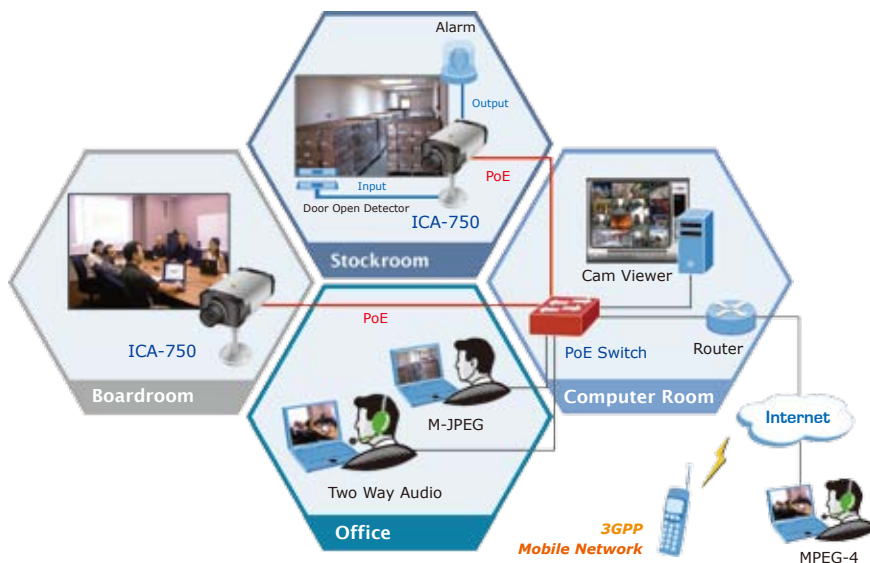 Alarm
Output
PoE
Input
Door Open Detector
ICA-750
Stockroom
Cam Viewer
PoE
PoE Switch
Router
ICA-750
Boardroom
Computer Room
M-JPEG
Two Way Audio
Office
Internet
3GPP
Mobile Network
MPEG-4